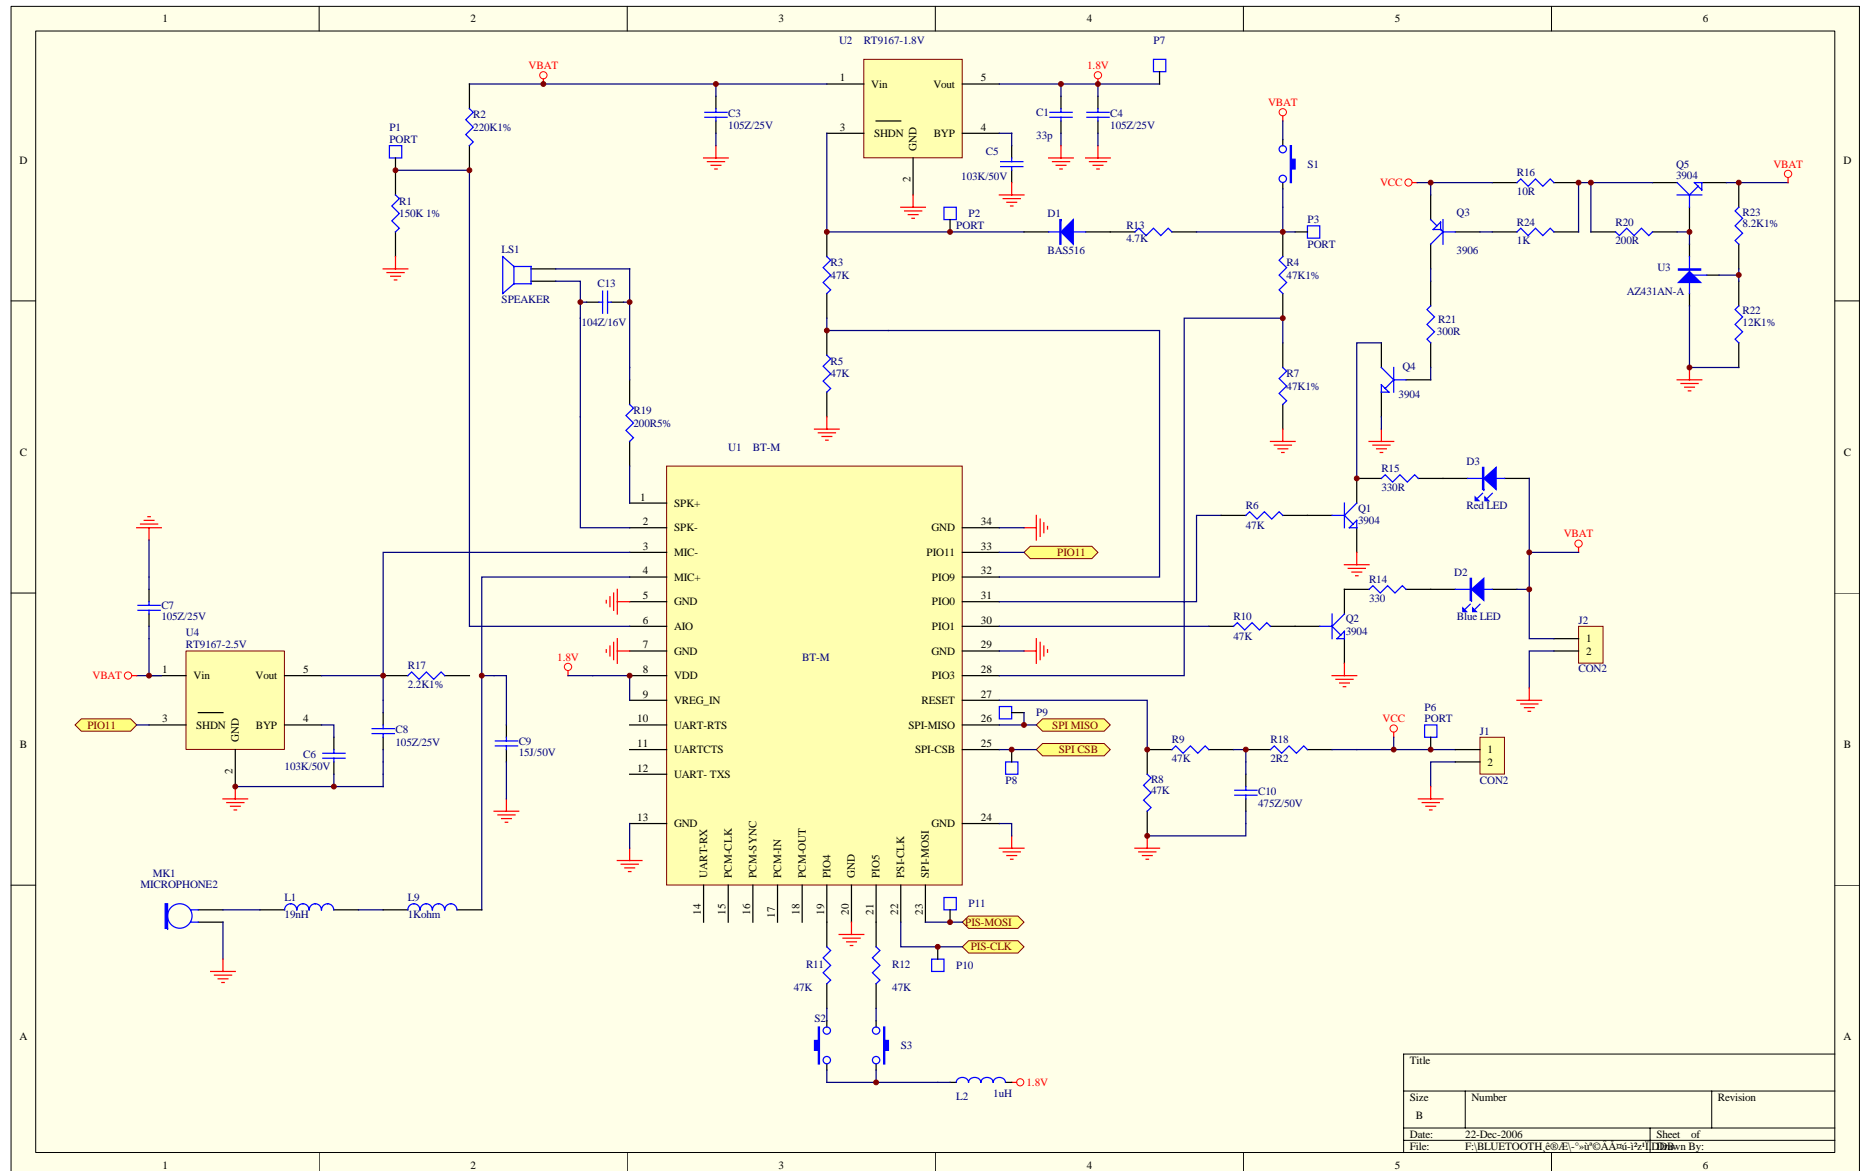 1 2 3 4 5 6
D
C
B
A
D
C
B
A
1 2 3 4 5 6
U2 RT9167-1.8V
P7
VBAT
1
Vin
Vout
5
1.8V
3
SHDN
GND
BYP
4
2
C3
105Z/25V
C1
33p
C4
105Z/25V
C5
103K/50V
R2
220K1%
P1
PORT
R1
150K 1%
VBAT
S1
P2
PORT
D1
BAS516
R13
4.7K
P3
PORT
R3
47K
R4
47K1%
R5
47K
R7
47K1%
LS1
SPEAKER
C13
104Z/16V
R19
200R5%
VCC
R16
10R
Q5
3904
VBAT
Q3
3906
R24
1K
R20
200R
R23
8.2K1%
U3
AZ431AN-A
R21
300R
R22
12K1%
Q4
3904
U1 BT-M
BT-M
1 SPK+
2 SPK-
3 MIC-
4 MIC+
5 GND
6 AIO
7 GND
8 VDD
9 VREG_IN
10 UART-RTS
11 UARTCTS
12 UART- TXS
13 GND
1.8V
GND 34
PIO11 33
PIO9 32
PIO0 31
PIO1 30
GND 29
PIO3 28
RESET 27
SPI-MISO 26
SPI-CSB 25
GND 24
UART-RX 14
PCM-CLK 15
PCM-SYNC 16
PCM-IN 17
PCM-OUT 18
PIO4 19
GND 20
PIO5 21
PSI-CLK 22
SPI-MOSI 23
PIO11
P9
SPI MISO
SPI CSB
P8
R6
47K
Q1
3904
R15
330R
D3
Red LED
R10
47K
Q2
3904
R14
330
D2
Blue LED
VBAT
J2
1
2
CON2
R9
47K
R18
2R2
VCC
P6
PORT
J1
1
2
CON2
R8
47K
C10
475Z/50V
C7
105Z/25V
U4
RT9167-2.5V
VBAT
1
Vin
Vout
5
PIO11
3
SHDN
GND
BYP
4
2
R17
2.2K1%
C6
103K/50V
C8
105Z/25V
C9
15J/50V
MK1
MICROPHONE2
L1
19nH
L9
1Kohm
P11
PIS-MOSI
PIS-CLK
P10
R11
47K
R12
47K
S2
S3
L2
1uH
1.8V
Title
Size
B
Number
Revision
Date: 22-Dec-2006
Sheet of
File: F:\BLUETOOTH